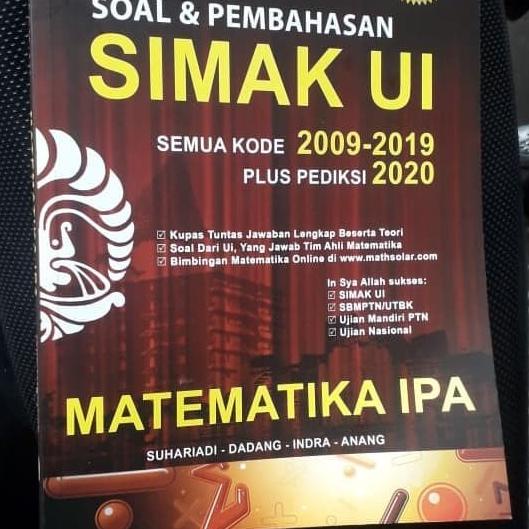 SOAL & PEMBAHASAN
SIMAK UI
SEMUA KODE 2009-2019
PLUS PEDIKSI 2020
Kupas Tuntas Jawaban Lengkap Beserta Teori
Soal Dari Ui, Yang Jawab Tim Ahli Matematika
Bimbingan Matematika Online di www.mathsolar.com
In Sya Allah sukses:
SIMAK UI
SBMPTN/UTBK
Ujian Mandiri PTN
Ujian Nasional
MATEMATIKA IPA
SUHARIADI - DADANG - INDRA - ANANG